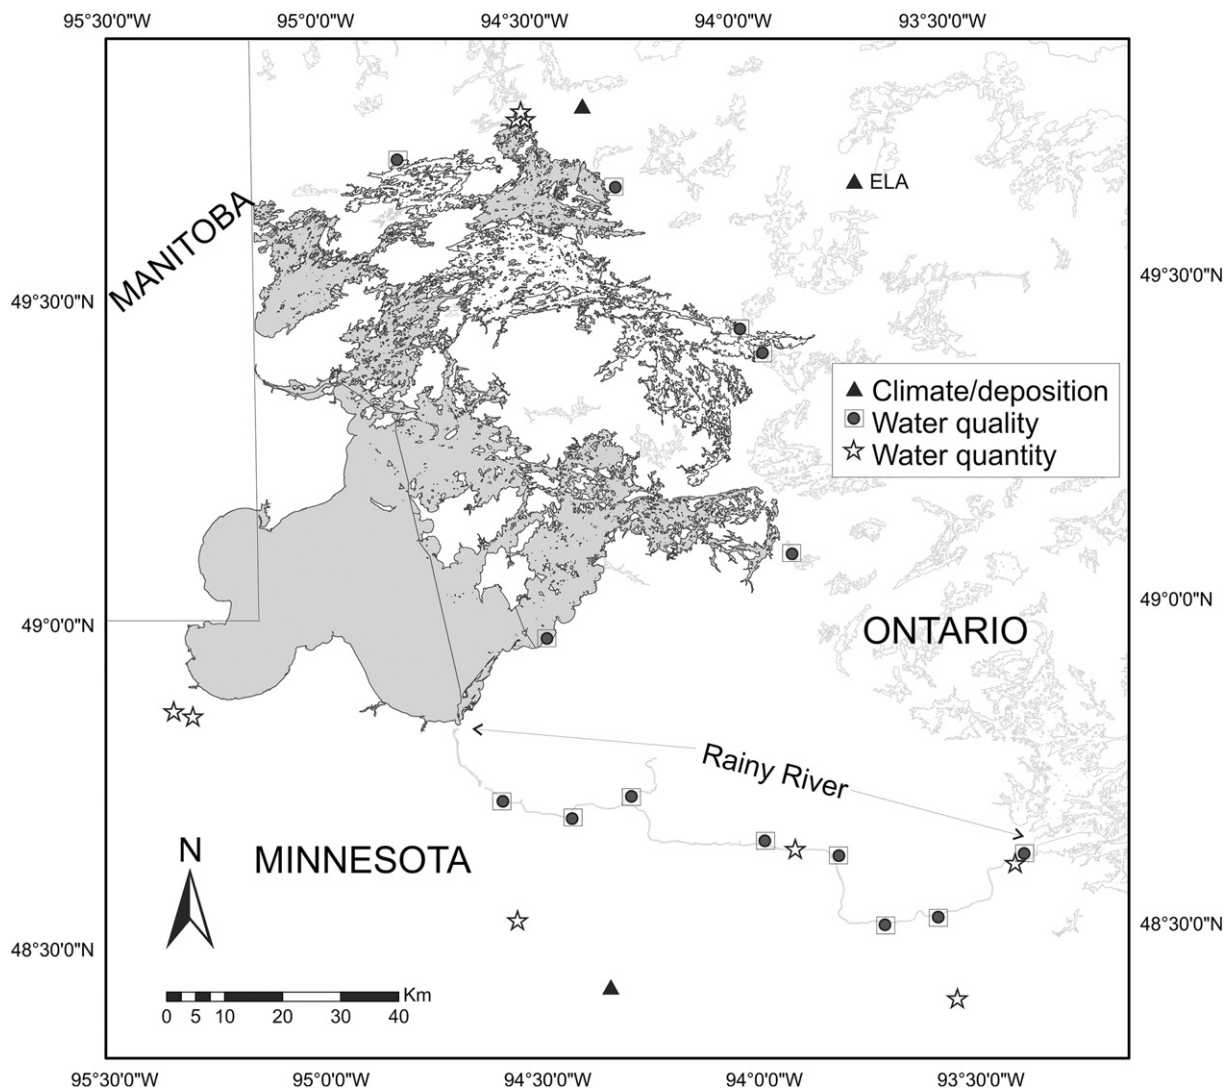 95°30'0"W 95°0'0"W 94°30'0"W 94°0'0"W 93°30'0"W
ELA
MANITOBA
49°30'0"N 49°30'0"N
Climate/deposition
Water quality
Water quantity
49°0'0"N 49°0'0"N
ONTARIO
Rainy River
N
MINNESOTA
48°30'0"N 48°30'0"N
Km
0 5 10 20 30 40
95°30'0"W 95°0'0"W 94°30'0"W 94°0'0"W 93°30'0"W